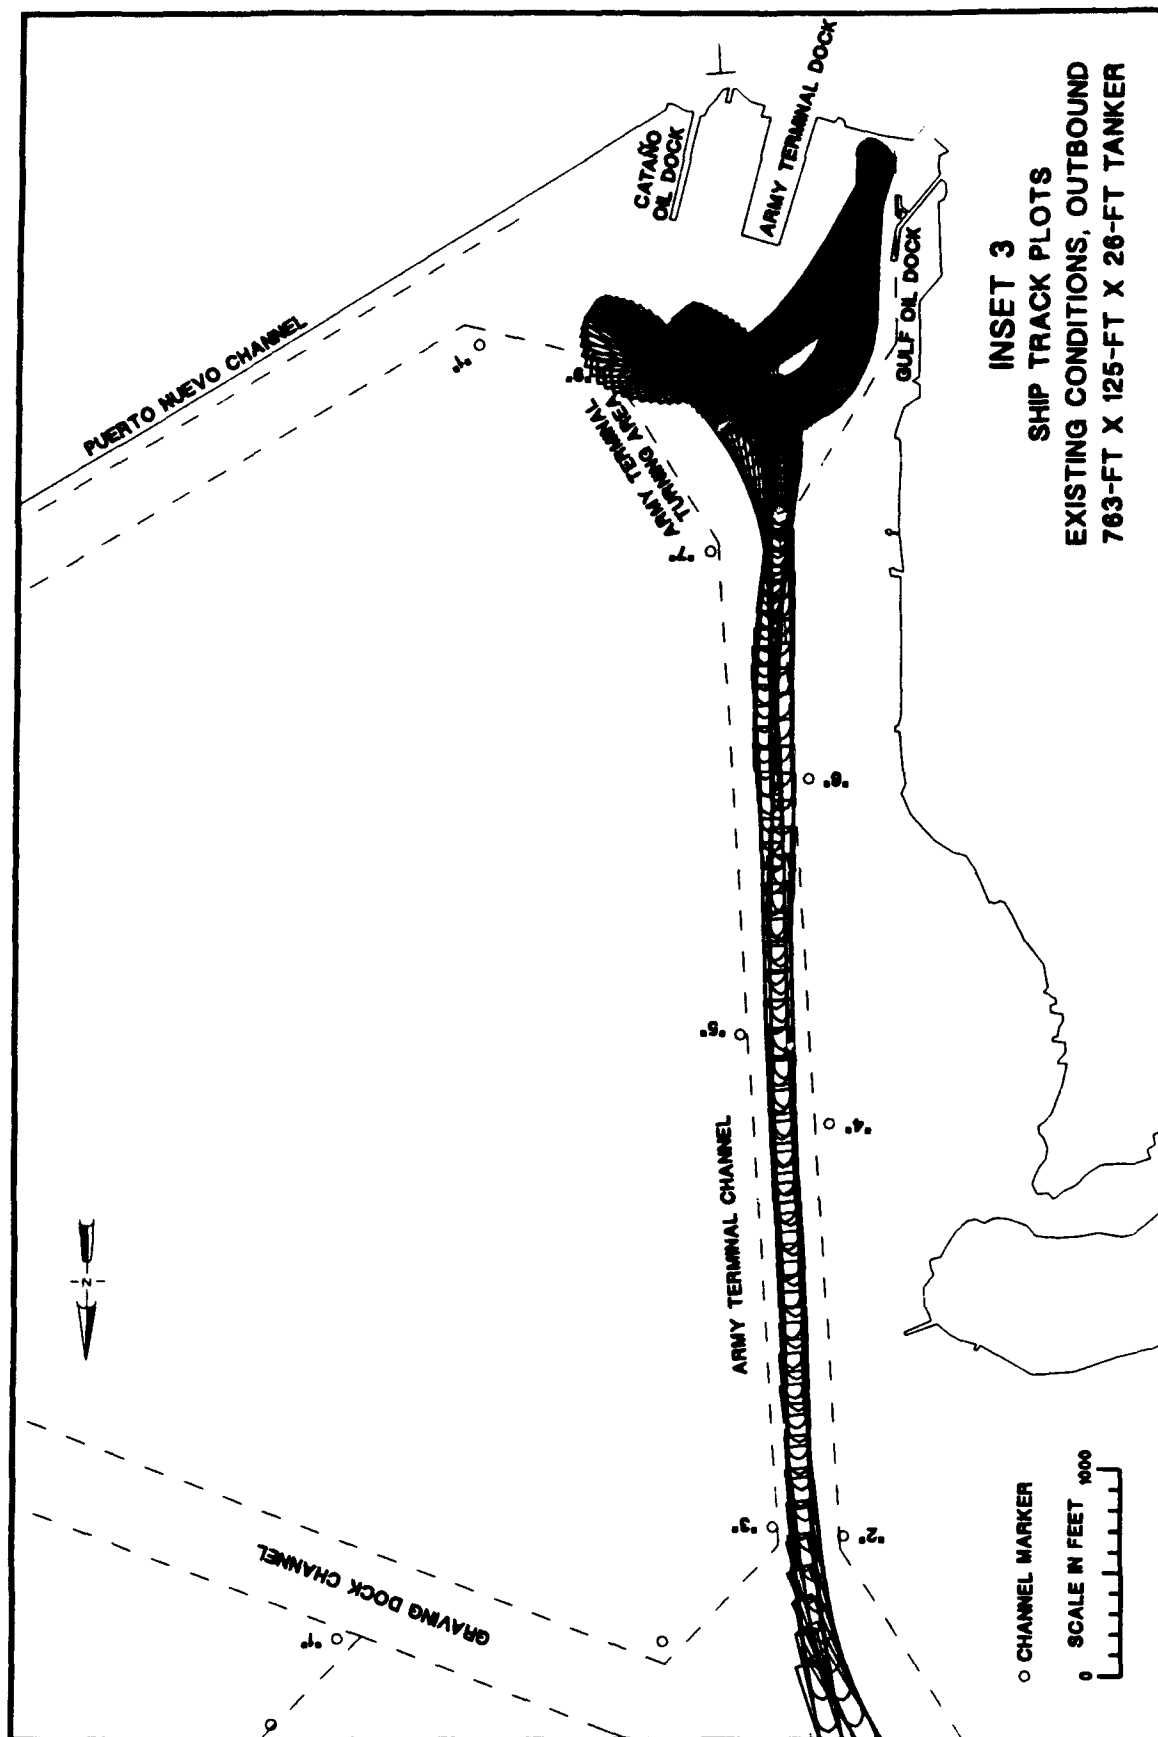 INSET 3
SHIP TRACK PLOTS
EXISTING CONDITIONS, OUTBOUND
763-FT X 125-FT X 26-FT TANKER
PUERTO NUEVO CHANNEL
CATAÑO
OIL DOCK
ARMY TERMINAL DOCK
GULF OIL DOCK
"1"
"9"
ARMY TERMINAL
TURNING AREA
"7"
"6"
"5"
"4"
ARMY TERMINAL CHANNEL
N
"3"
"2"
GRAVING DOCK CHANNEL
"1"
CHANNEL MARKER
SCALE IN FEET
0 1000